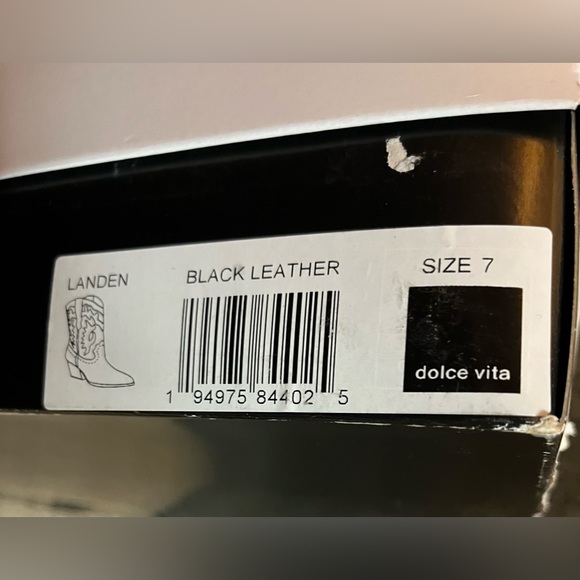 LANDEN
BLACK LEATHER
SIZE 7
dolce vita
1 94975 84402 5